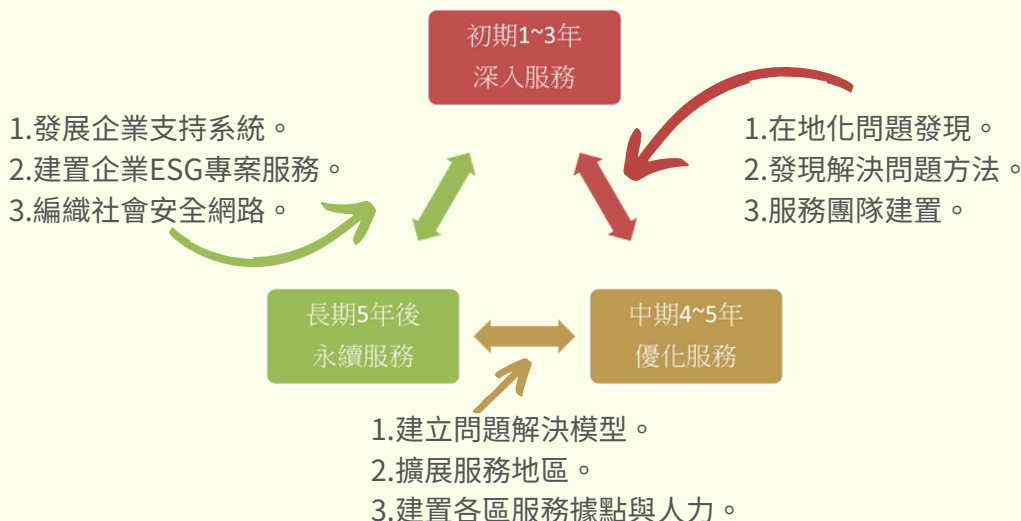 初期1~3年
深入服務
1.發展企業支持系統。
2.建置企業ESG專案服務。
3.編織社會安全網路。
1.在地化問題發現。
2.發現解決問題方法。
3.服務團隊建置。
長期5年後
永續服務
中期4~5年
優化服務
1.建立問題解決模型。
2.擴展服務地區。
3.建置各區服務據點與人力。